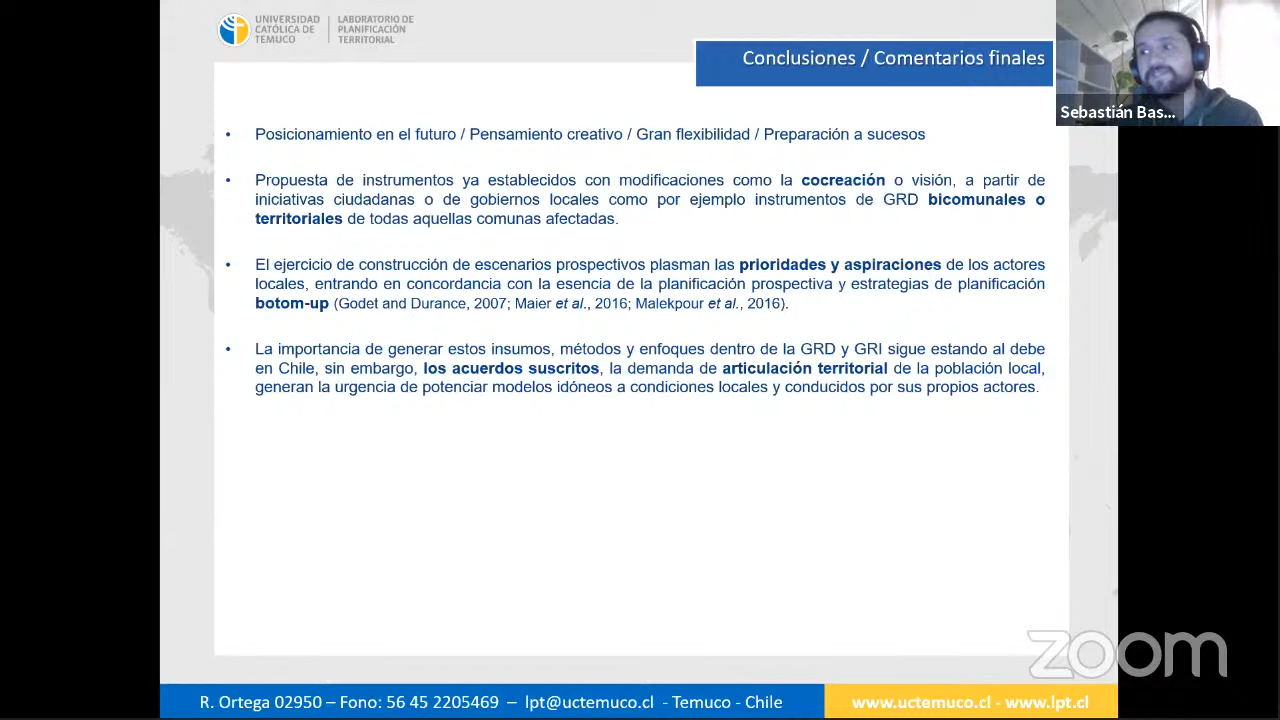 UNIVERSIDAD
CATÓLICA DE
TEMUCO
LABORATORIO DE
PLANIFICACIÓN
TERRITORIAL
Conclusiones / Comentarios finales
Sebastián Bas...
• Posicionamiento en el futuro / Pensamiento creativo / Gran flexibilidad / Preparación a sucesos
• Propuesta de instrumentos ya establecidos con modificaciones como la cocreación o visión, a partir de
iniciativas ciudadanas o de gobiernos locales como por ejemplo instrumentos de GRD bicomunales o
territoriales de todas aquellas comunas afectadas.
• El ejercicio de construcción de escenarios prospectivos plasman las prioridades y aspiraciones de los actores
locales, entrando en concordancia con la esencia de la planificación prospectiva y estrategias de planificación
botom-up (Godet and Durance, 2007; Maier et al., 2016; Malekpour et al., 2016).
• La importancia de generar estos insumos, métodos y enfoques dentro de la GRD y GRI sigue estando al debe
en Chile, sin embargo, los acuerdos suscritos, la demanda de articulación territorial de la población local,
generan la urgencia de potenciar modelos idóneos a condiciones locales y conducidos por sus propios actores.
zoom
R. Ortega 02950 – Fono: 56 45 2205469 – lpt@uctemuco.cl - Temuco - Chile
www.uctemuco.cl - www.lpt.cl